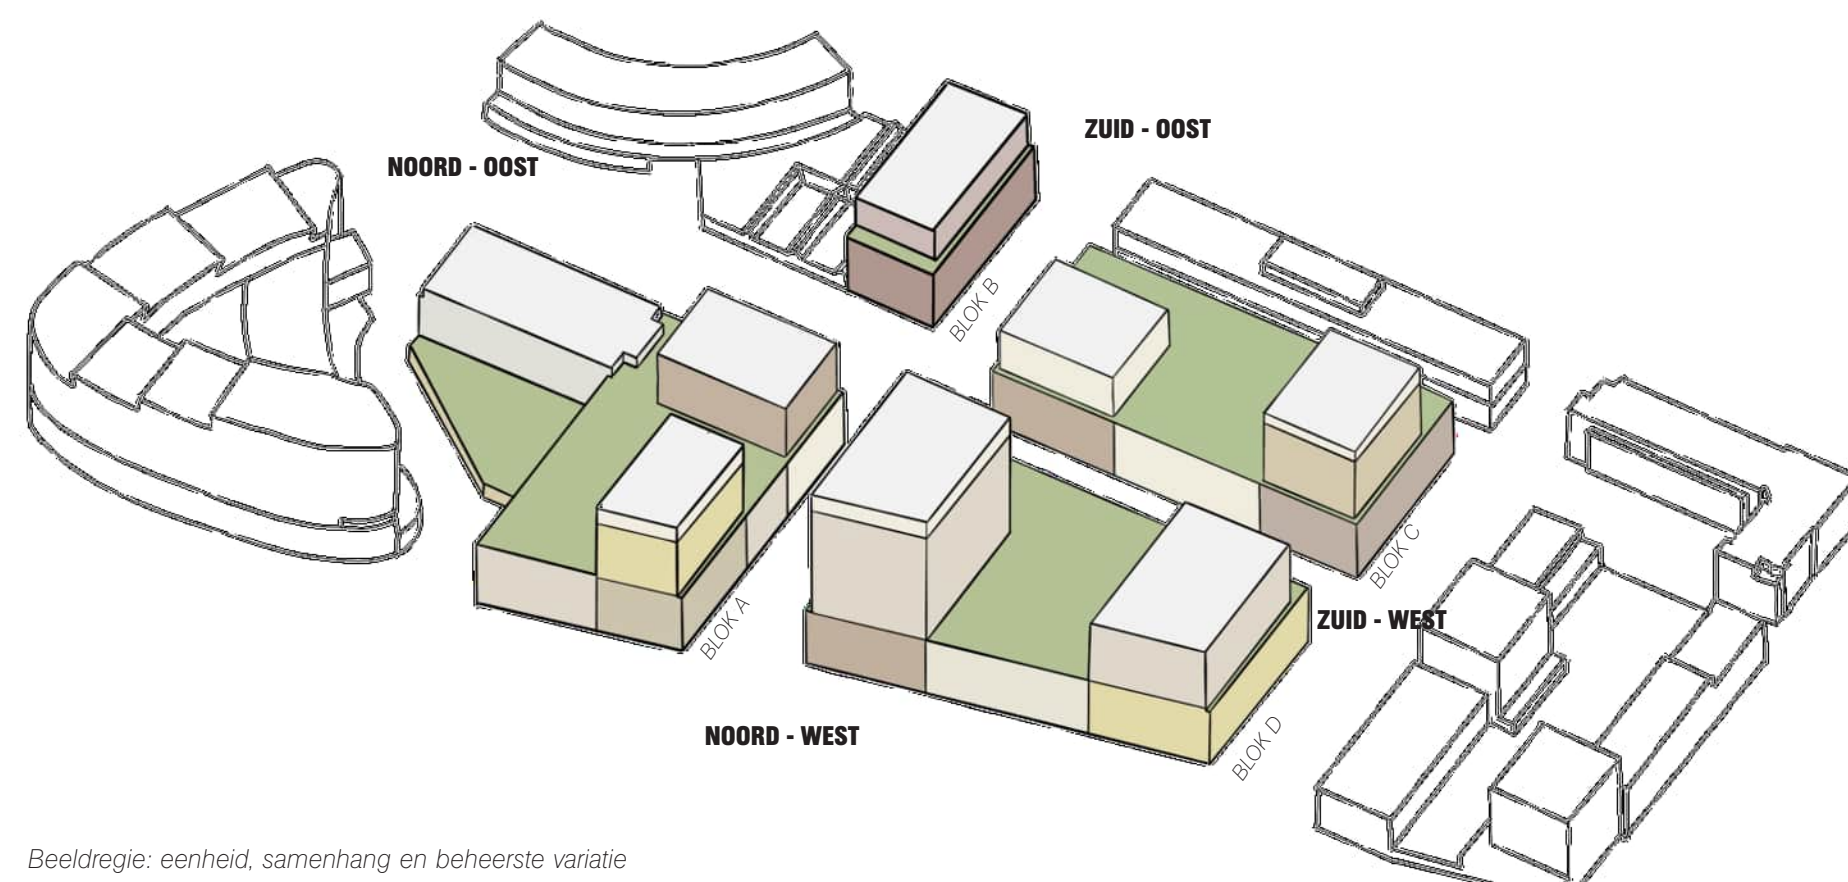 ZUID - OOST
NOORD - OOST
BLOK B
BLOK C
BLOK A
ZUID - WEST
NOORD - WEST
BLOK D
Beeldregie: eenheid, samenhang en beheerste variatie